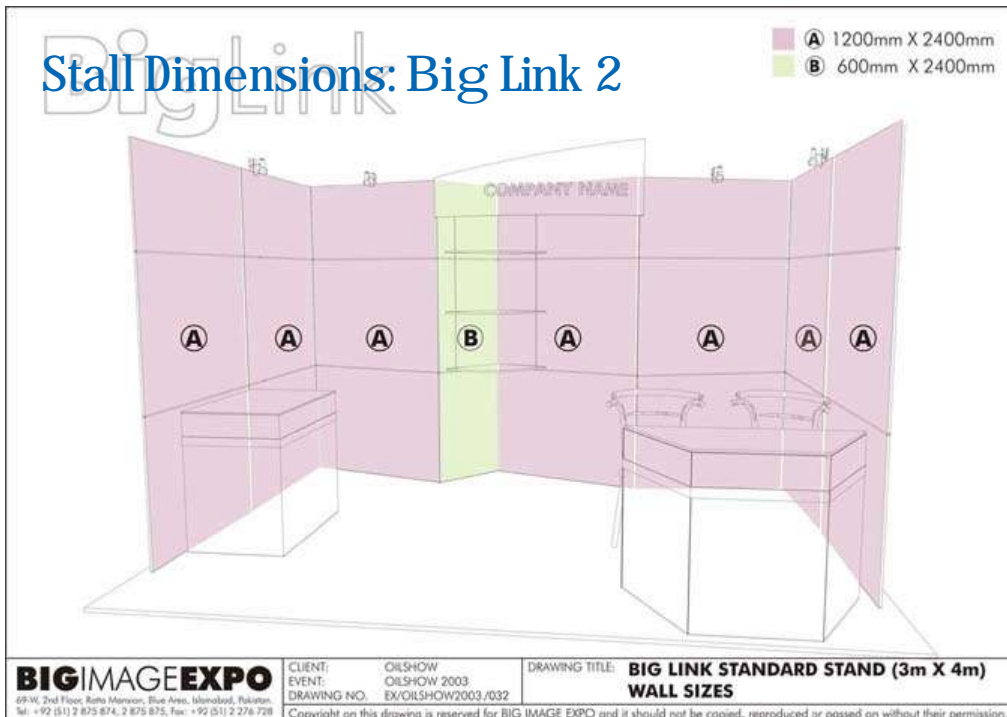 BigLink
Stall Dimensions: Big Link 2
A 1200mm X 2400mm
B 600mm X 2400mm
COMPANY NAME
A A A B A A A A
BIGIMAGEEXPO
69-W, 2nd Floor, Ratta Mansion, Blue Area, Islamabad, Pakistan.
Tel: +92 (51) 2 875 874, 2 875 875, Fax: +92 (51) 2 276 728
CLIENT: OILSHOW
EVENT: OILSHOW 2003
DRAWING NO. EX/OILSHOW2003/032
DRAWING TITLE: BIG LINK STANDARD STAND (3m X 4m)
WALL SIZES
Copyright on this drawing is reserved for BIG IMAGE EXPO and it should not be copied, reproduced or passed on without their permission